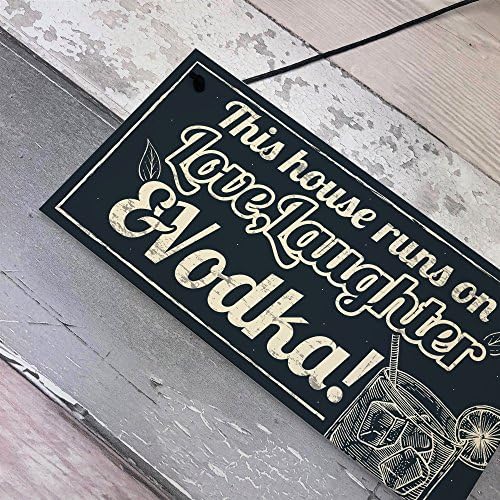 This house runs on
Love, Laughter
& Vodka!